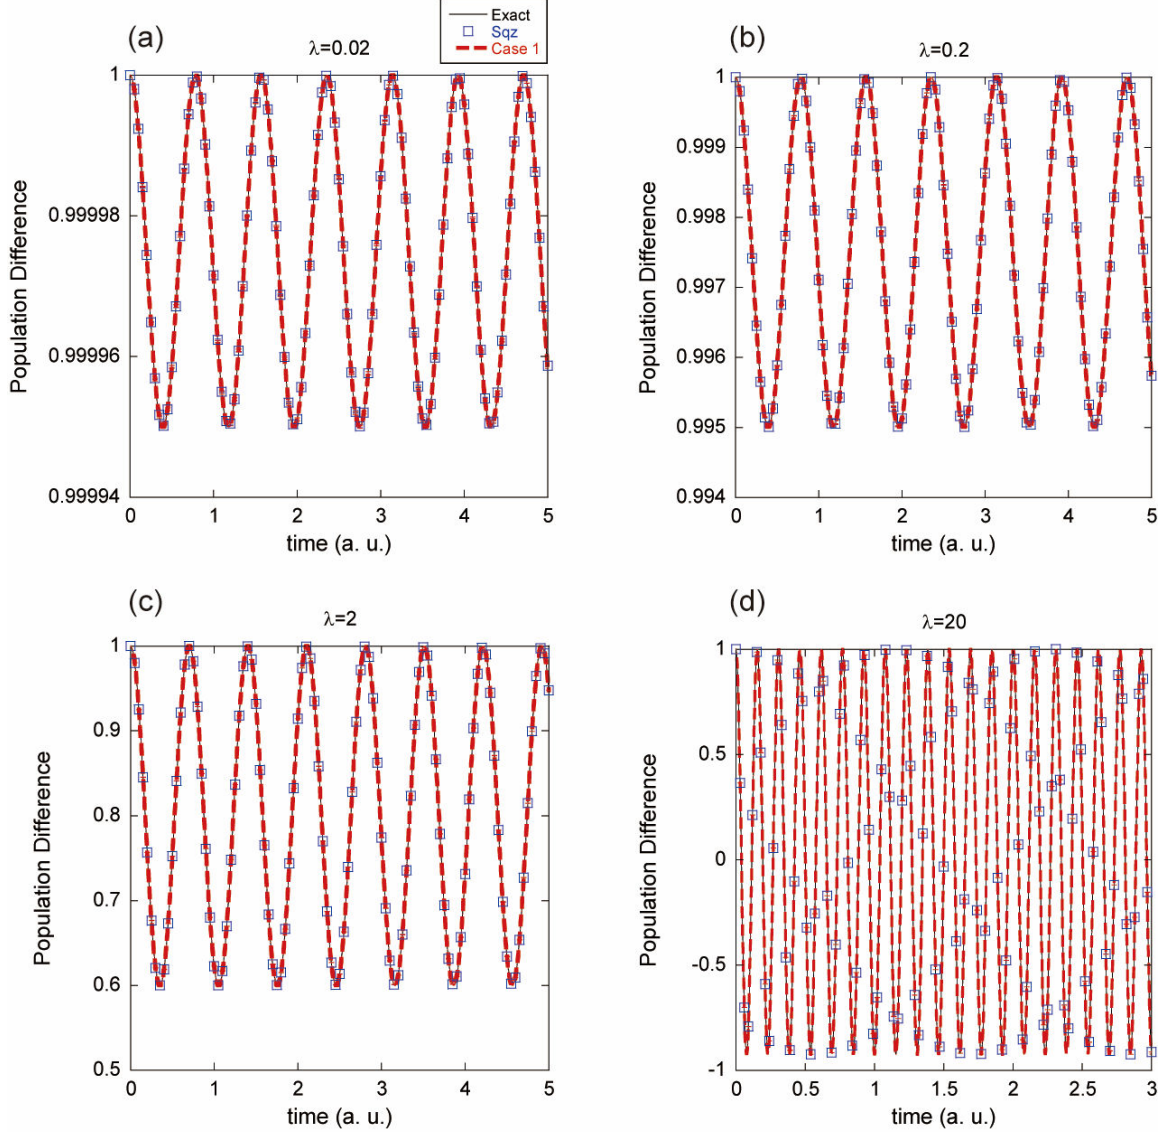 Exact
Sqz
Case 1
(a)
λ=0.02
1
0.99998
0.99996
0.99994
0 1 2 3 4 5
time (a. u.)
Population Difference
(b)
λ=0.2
1
0.999
0.998
0.997
0.996
0.995
0.994
0 1 2 3 4 5
time (a. u.)
Population Difference
(c)
λ=2
1
0.9
0.8
0.7
0.6
0.5
0 1 2 3 4 5
time (a. u.)
Population Difference
(d)
λ=20
1
0.5
0
-0.5
-1
0 0.5 1 1.5 2 2.5 3
time (a. u.)
Population Difference